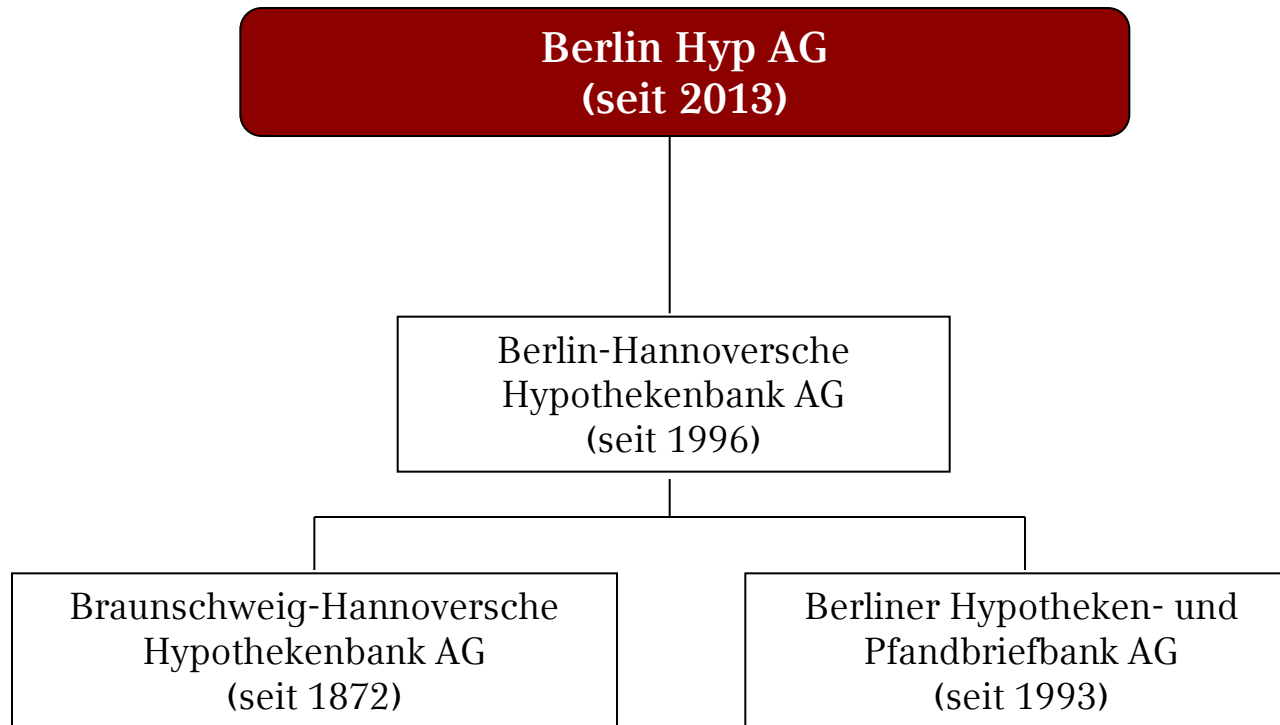 Berlin Hyp AG
(seit 2013)
Berlin-Hannoversche
Hypothekenbank AG
(seit 1996)
Braunschweig-Hannoversche
Hypothekenbank AG
(seit 1872)
Berliner Hypotheken- und
Pfandbriefbank AG
(seit 1993)